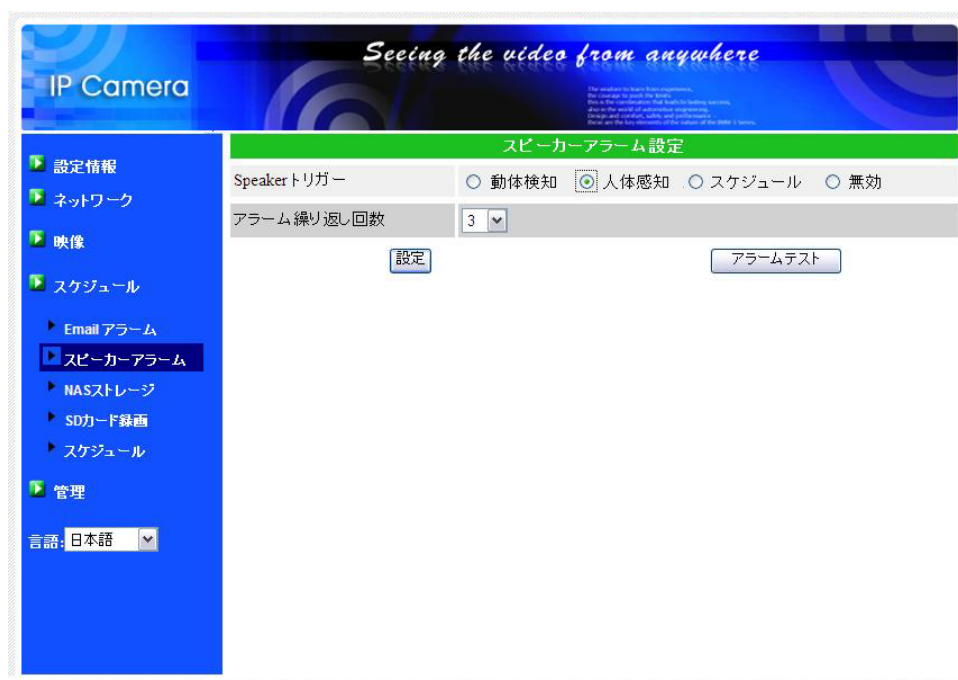 Seeing the video from anywhere
IP Camera
設定情報
ネットワーク
映像
スケジュール
Email アラーム
スピーカーアラーム
NASストレージ
SDカード録画
スケジュール
管理
言語: 日本語
スピーカーアラーム設定
Speakerトリガー 動体検知 人体感知 スケジュール 無効
アラーム繰り返し回数 3
設定 アラームテスト